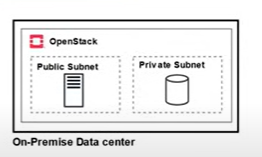 OpenStack
Public Subnet
Private Subnet
On-Premise Data center